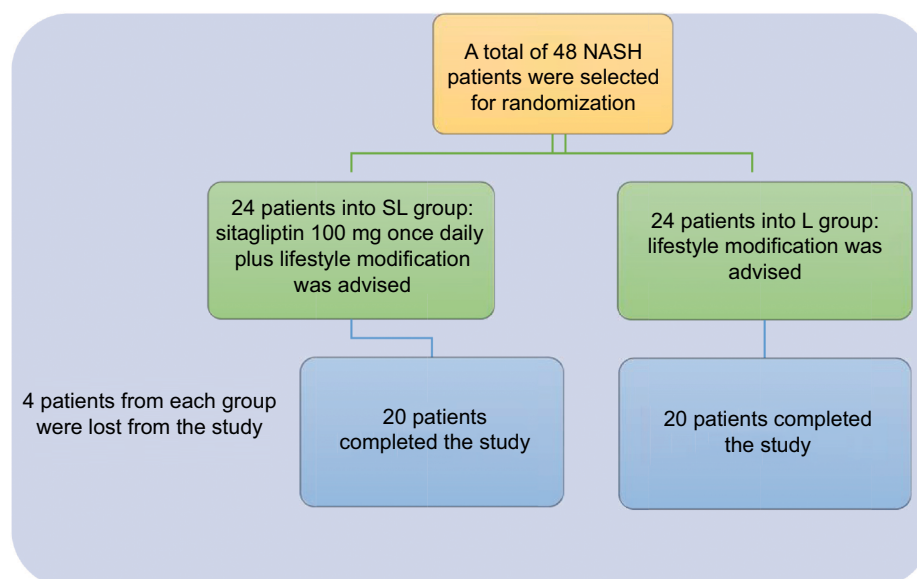 A total of 48 NASH
patients were selected
for randomization
24 patients into SL group:
sitagliptin 100 mg once daily
plus lifestyle modification
was advised
24 patients into L group:
lifestyle modification was
advised
4 patients from each group
were lost from the study
20 patients
completed the study
20 patients completed
the study